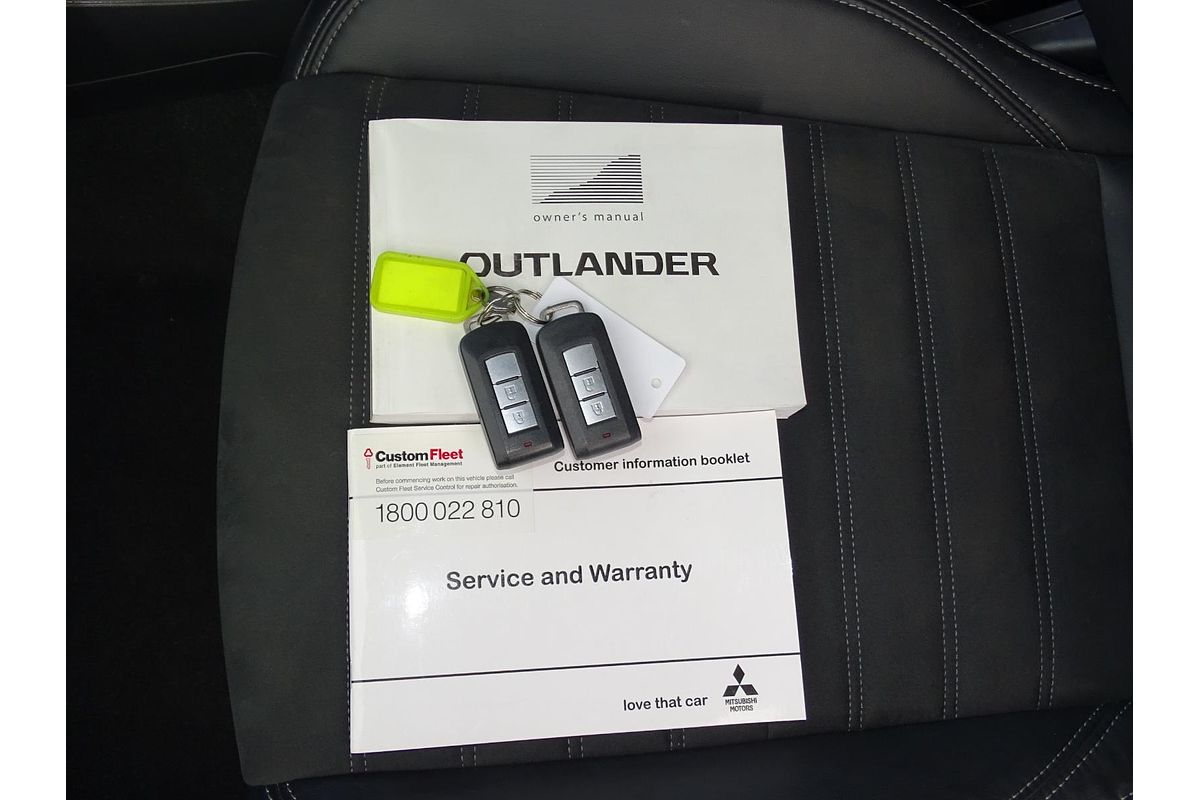 owner's manual
OUTLANDER
CustomFleet
part of Element Fleet Management
Before commencing work on this vehicle please call
Custom Fleet Service Control for repair authorisation.
1800 022 810
Customer information booklet
Service and Warranty
love that car
MITSUBISHI
MOTORS